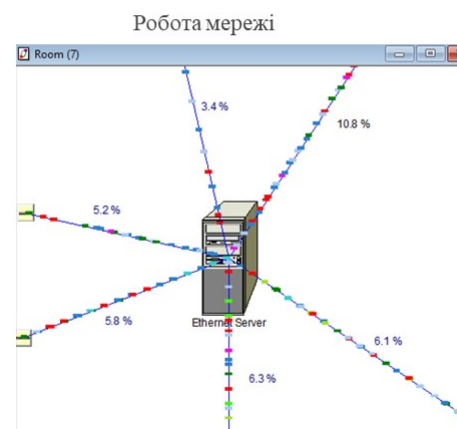 Робота мережі
Room (7)
3.4 %
10.8 %
5.2 %
5.8 %
Ethernet Server
6.1 %
6.3 %